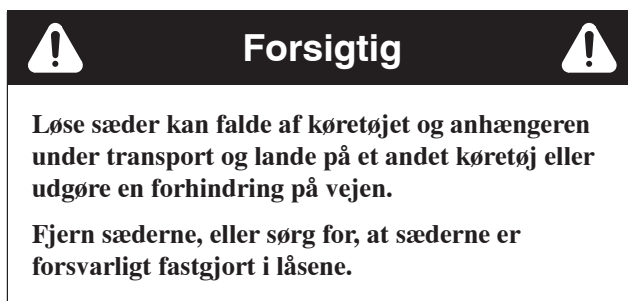 Forsigtig
Løse sæder kan falde af køretøjet og anhængeren
under transport og lande på et andet køretøj eller
udgøre en forhindring på vejen.
Fjern sæderne, eller sørg for, at sæderne er
forsvarligt fastgjort i låsene.